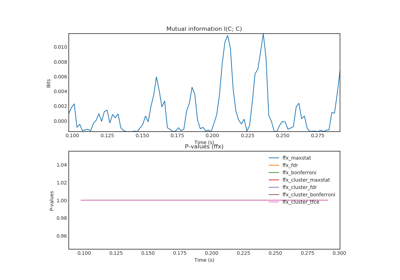 Mutual information I(C; C)
0.010
0.008
0.006
0.004
0.002
0.000
Bits
0.100 0.125 0.150 0.175 0.200 0.225 0.250 0.275
Time (s)
P-values (ffx)
1.04
1.02
1.00
0.98
0.96
P-values
ffx_maxstat
ffx_fdr
ffx_bonferroni
ffx_cluster_maxstat
ffx_cluster_fdr
ffx_cluster_bonferroni
ffx_cluster_tfce
0.100 0.125 0.150 0.175 0.200 0.225 0.250 0.275 0.300
Time (s)